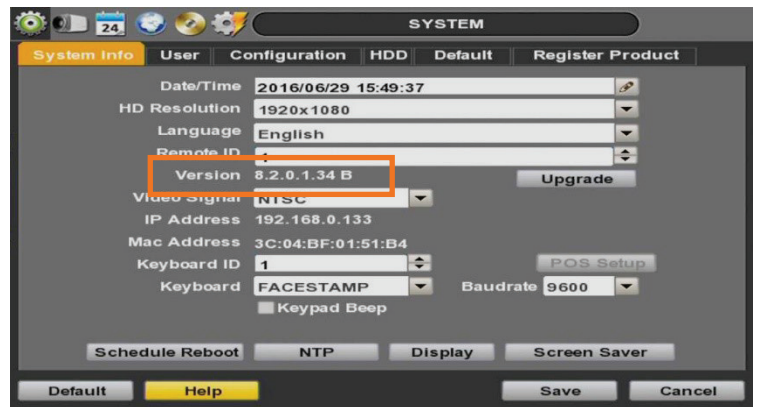 24
SYSTEM
System Info User Configuration HDD Default Register Product
Date/Time 2016/06/29 15:49:37
HD Resolution 1920x1080
Language English
Remote ID 1
Version 8.2.0.1.34 B Upgrade
Video Signal NTSC
IP Address 192.168.0.133
Mac Address 3C:04:BF:01:51:B4
Keyboard ID 1 POS Setup
Keyboard FACESTAMP Baudrate 9600
Keypad Beep
Schedule Reboot NTP Display Screen Saver
Default Help Save Cancel